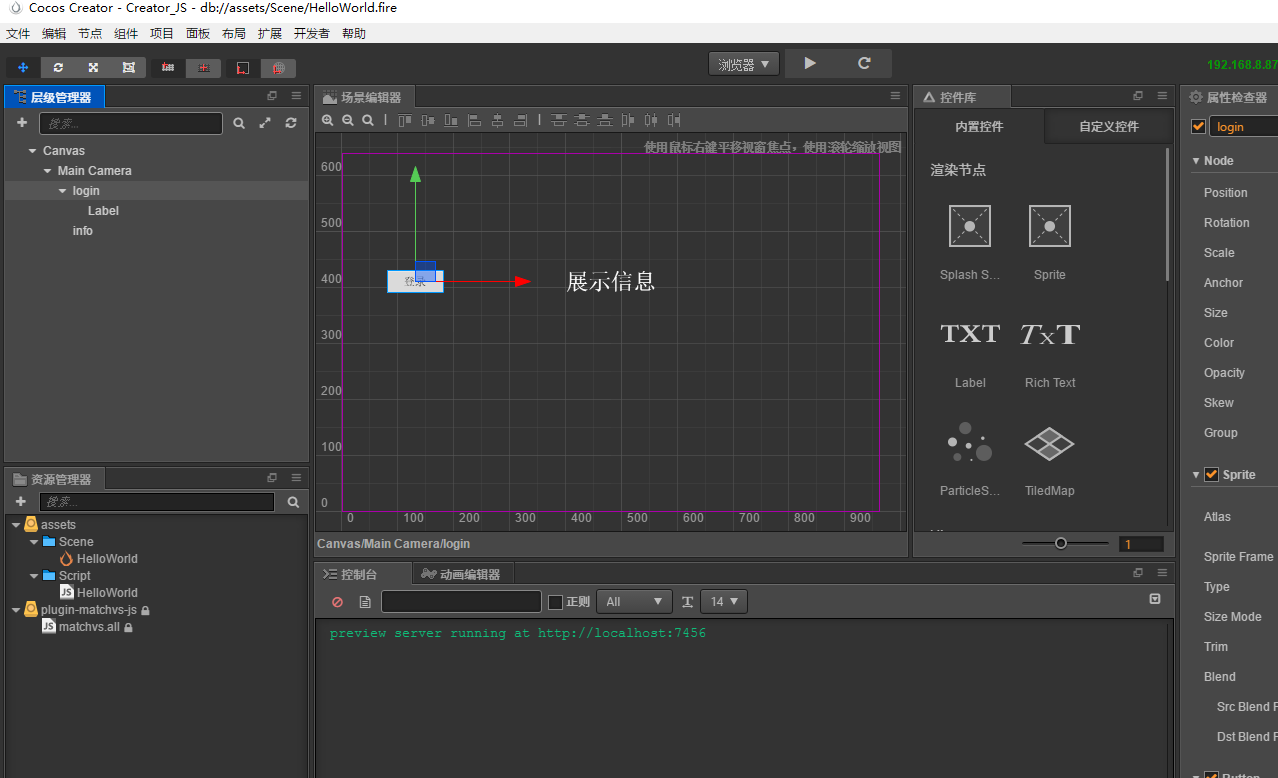 Cocos Creator - Creator_JS - db://assets/Scene/HelloWorld.fire
文件 编辑 节点 组件 项目 面板 布局 扩展 开发者 帮助
浏览器
192.168.8.87
层级管理器
搜索...
Canvas
Main Camera
login
Label
info
场景编辑器
使用鼠标右键平移视窗焦点，使用滚轮缩放视图
600
500
400
300
200
100
0
登录
展示信息
0 100 200 300 400 500 600 700 800 900
Canvas/Main Camera/login
控件库
内置控件 自定义控件
渲染节点
Splash S... Sprite
TXT TXT
Label Rich Text
ParticleS... TiledMap
1
属性检查器
login
Node
Position
Rotation
Scale
Anchor
Size
Color
Opacity
Skew
Group
Sprite
Atlas
Sprite Frame
Type
Size Mode
Trim
Blend
Src Blend F
Dst Blend F
资源管理器
搜索...
assets
Scene
HelloWorld
Script
JS HelloWorld
plugin-matchvs-js
JS matchvs.all
控制台 动画编辑器
正则 All T 14
preview server running at http://localhost:7456